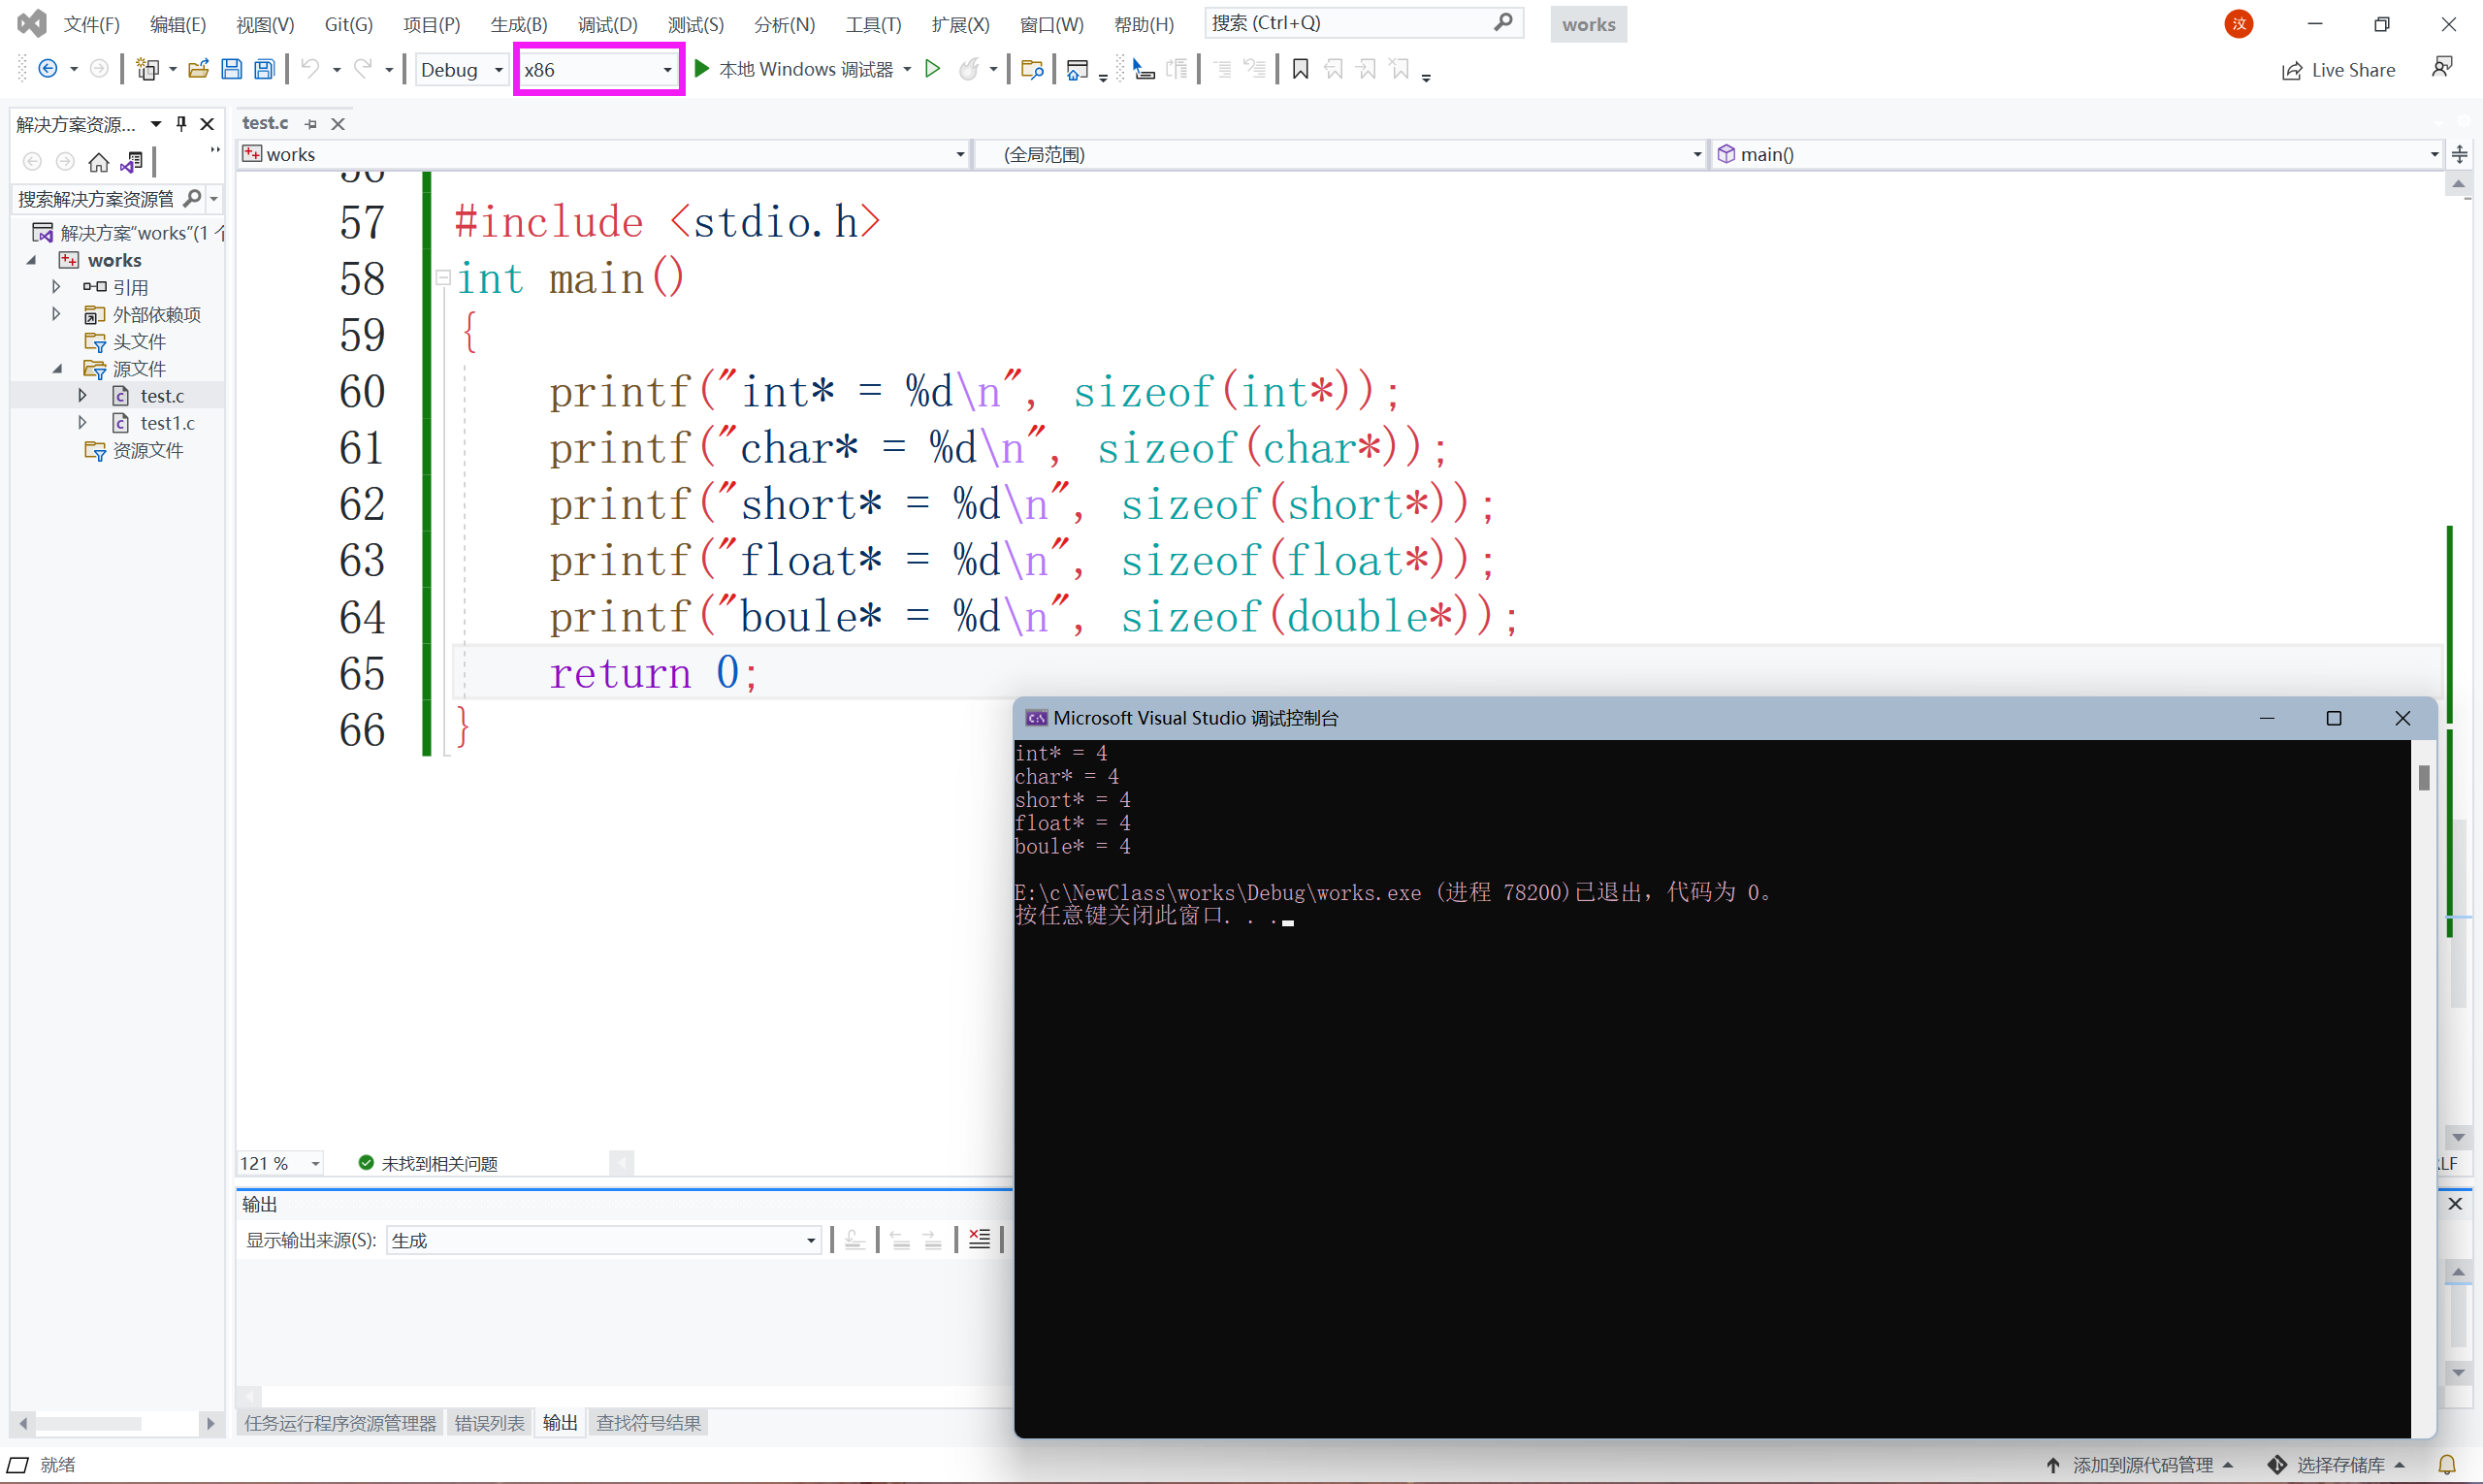 文件(F) 编辑(E) 视图(V) Git(G) 项目(P) 生成(B) 调试(D) 测试(S) 分析(N) 工具(T) 扩展(X) 窗口(W) 帮助(H) 搜索 (Ctrl+Q) works 汶
Debug x86 本地 Windows 调试器 Live Share
解决方案资源...
搜索解决方案资源管
解决方案"works"(1 个
works
引用
外部依赖项
头文件
源文件
test.c
test1.c
资源文件
test.c
works (全局范围) main()
56
57 #include <stdio.h>
58 int main()
59 {
60 printf("int* = %d\n", sizeof(int*));
61 printf("char* = %d\n", sizeof(char*));
62 printf("short* = %d\n", sizeof(short*));
63 printf("float* = %d\n", sizeof(float*));
64 printf("boule* = %d\n", sizeof(double*));
65 return 0;
66 }
Microsoft Visual Studio 调试控制台
int* = 4
char* = 4
short* = 4
float* = 4
boule* = 4
E:\c\NewClass\works\Debug\works.exe (进程 78200)已退出，代码为 0。
按任意键关闭此窗口. . .
121 % 未找到相关问题 LF
输出
显示输出来源(S): 生成
任务运行程序资源管理器 错误列表 输出 查找符号结果
就绪 添加到源代码管理 选择存储库